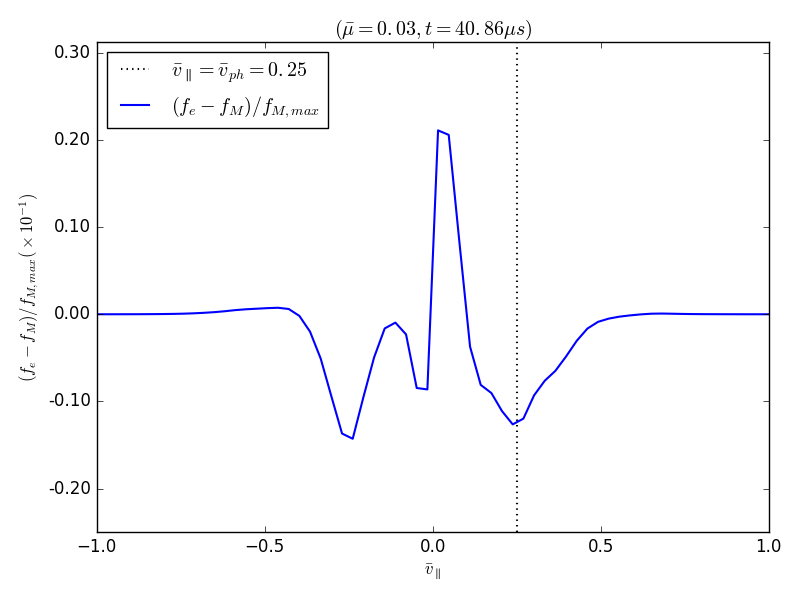 (μ̄ = 0.03, t = 40.86μs)
v̄∥ = v̄ph = 0.25
(fe − fM)/fM,max
(fe − fM)/fM,max(×10⁻¹)
0.30
0.20
0.10
0.00
-0.10
-0.20
−1.0 −0.5 0.0 0.5 1.0
v̄∥